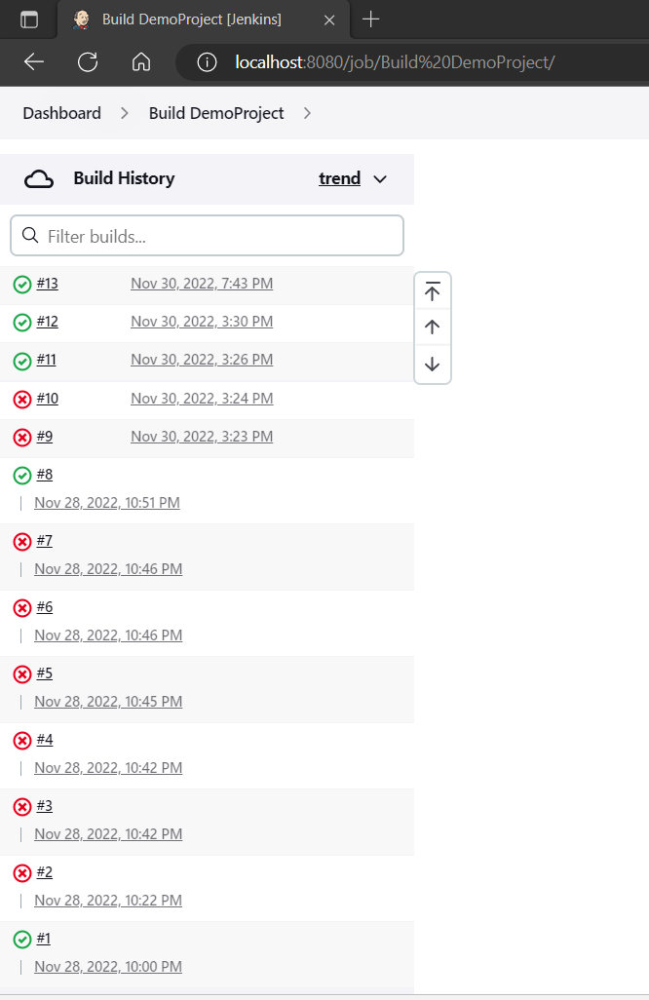 Build DemoProject [Jenkins]
localhost:8080/job/Build%20DemoProject/
Dashboard Build DemoProject
Build History trend
Filter builds...
#13 Nov 30, 2022, 7:43 PM
#12 Nov 30, 2022, 3:30 PM
#11 Nov 30, 2022, 3:26 PM
#10 Nov 30, 2022, 3:24 PM
#9 Nov 30, 2022, 3:23 PM
#8
Nov 28, 2022, 10:51 PM
#7
Nov 28, 2022, 10:46 PM
#6
Nov 28, 2022, 10:46 PM
#5
Nov 28, 2022, 10:45 PM
#4
Nov 28, 2022, 10:42 PM
#3
Nov 28, 2022, 10:42 PM
#2
Nov 28, 2022, 10:22 PM
#1
Nov 28, 2022, 10:00 PM